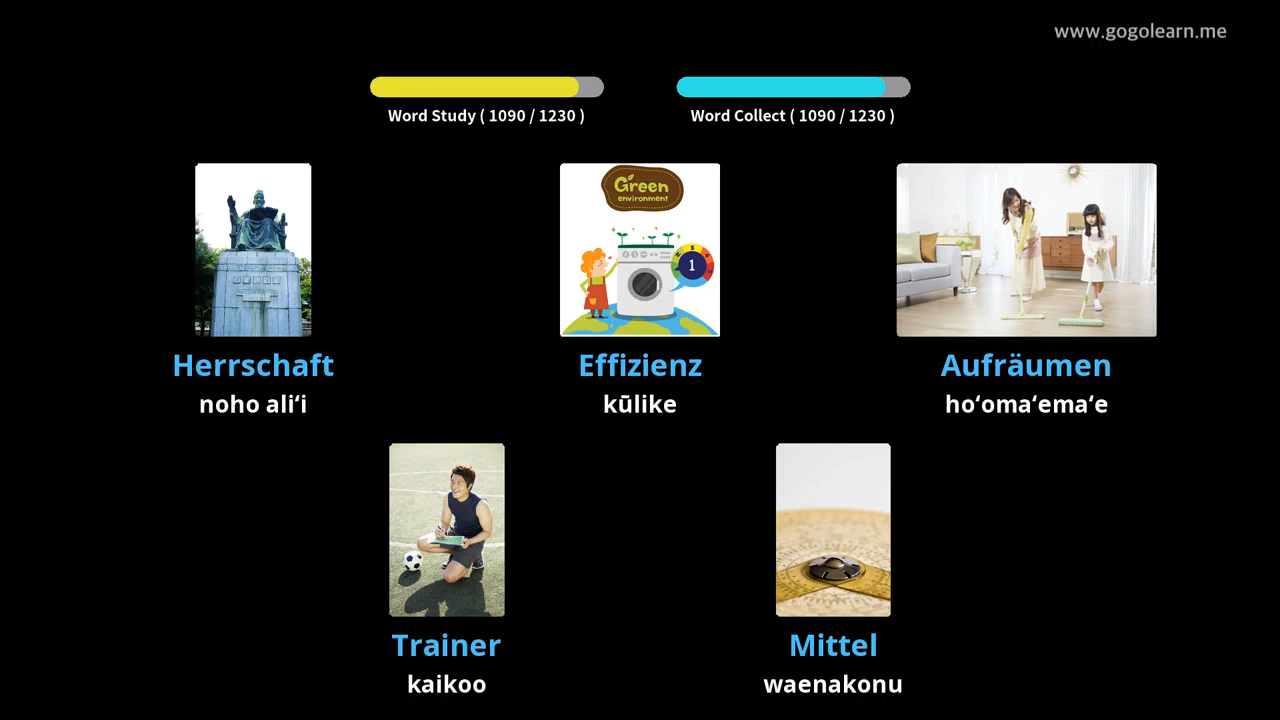 www.gogolearn.me
Word Study ( 1090 / 1230 )
Word Collect ( 1090 / 1230 )
Green
environment
1
Herrschaft
noho aliʻi
Effizienz
kūlike
Aufräumen
hoʻomaʻemaʻe
Trainer
kaikoo
Mittel
waenakonu